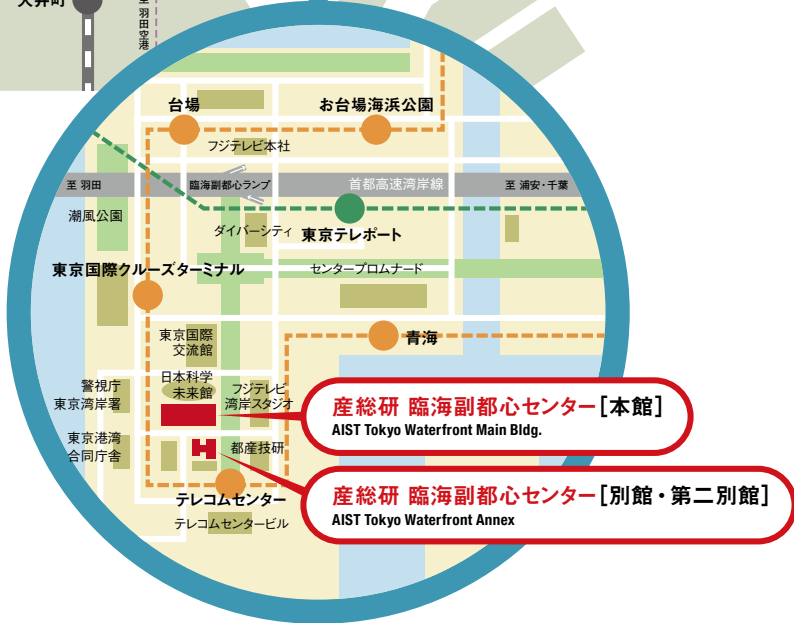 大井町
至 羽田空港
台場
お台場海浜公園
フジテレビ本社
至 羽田
臨海副都心ランプ
首都高速湾岸線
至 浦安・千葉
潮風公園
ダイバーシティ
東京テレポート
東京国際クルーズターミナル
センタープロムナード
東京国際
交流館
青海
日本科学
未来館
警視庁
東京湾岸署
フジテレビ
湾岸スタジオ
産総研 臨海副都心センター[本館]
AIST Tokyo Waterfront Main Bldg.
東京港湾
合同庁舎
都産技研
テレコムセンター
産総研 臨海副都心センター[別館・第二別館]
AIST Tokyo Waterfront Annex
テレコムセンタービル